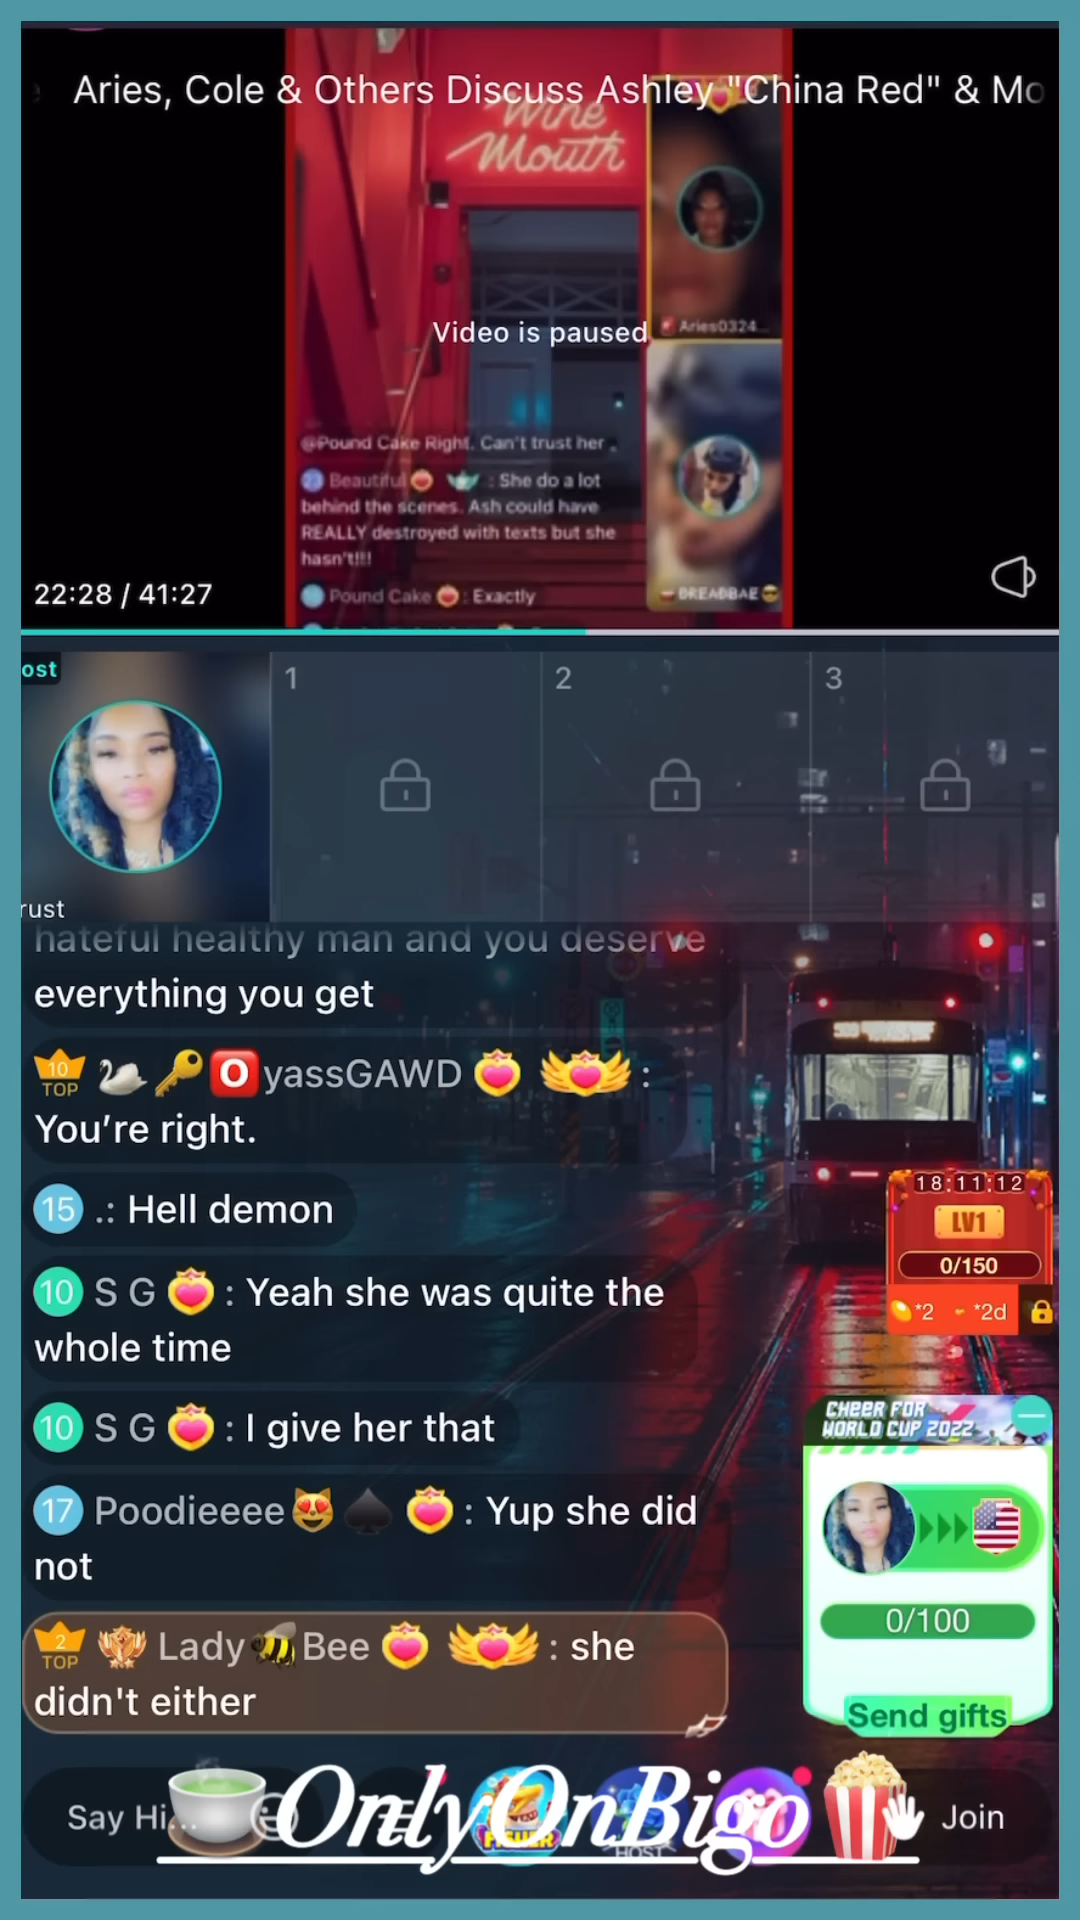 Aries, Cole & Others Discuss Ashley "China Red" & Mo
Wine
Mouth
Aries0324...
Video is paused
@Pound Cake Right. Can't trust her .
23 Beautiful : She do a lot
behind the scenes. Ash could have
REALLY destroyed with texts but she
hasn't!!!
Pound Cake : Exactly
BREABBAE
22:28 / 41:27
ost
1
2
3
rust
hateful healthy man and you deserve
everything you get
10 TOP O yassGAWD :
You’re right.
15 .: Hell demon
10 S G : Yeah she was quite the
whole time
10 S G : I give her that
17 Poodieeee : Yup she did
not
2 TOP Lady Bee : she
didn't either
18:11:12
LV1
0/150
*2 *2d
CHEER FOR
WORLD CUP 2022
0/100
Send gifts
Say Hi...
OnlyOnBigo
FISHER
HOST
Join